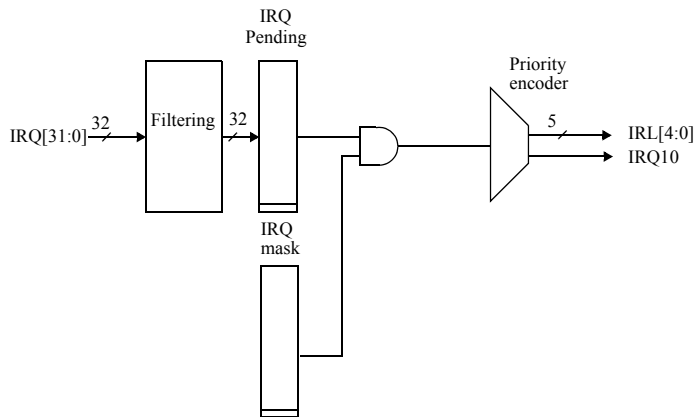 IRQ
Pending
Priority
encoder
IRQ[31:0]
32
Filtering
32
5
IRL[4:0]
IRQ10
IRQ
mask